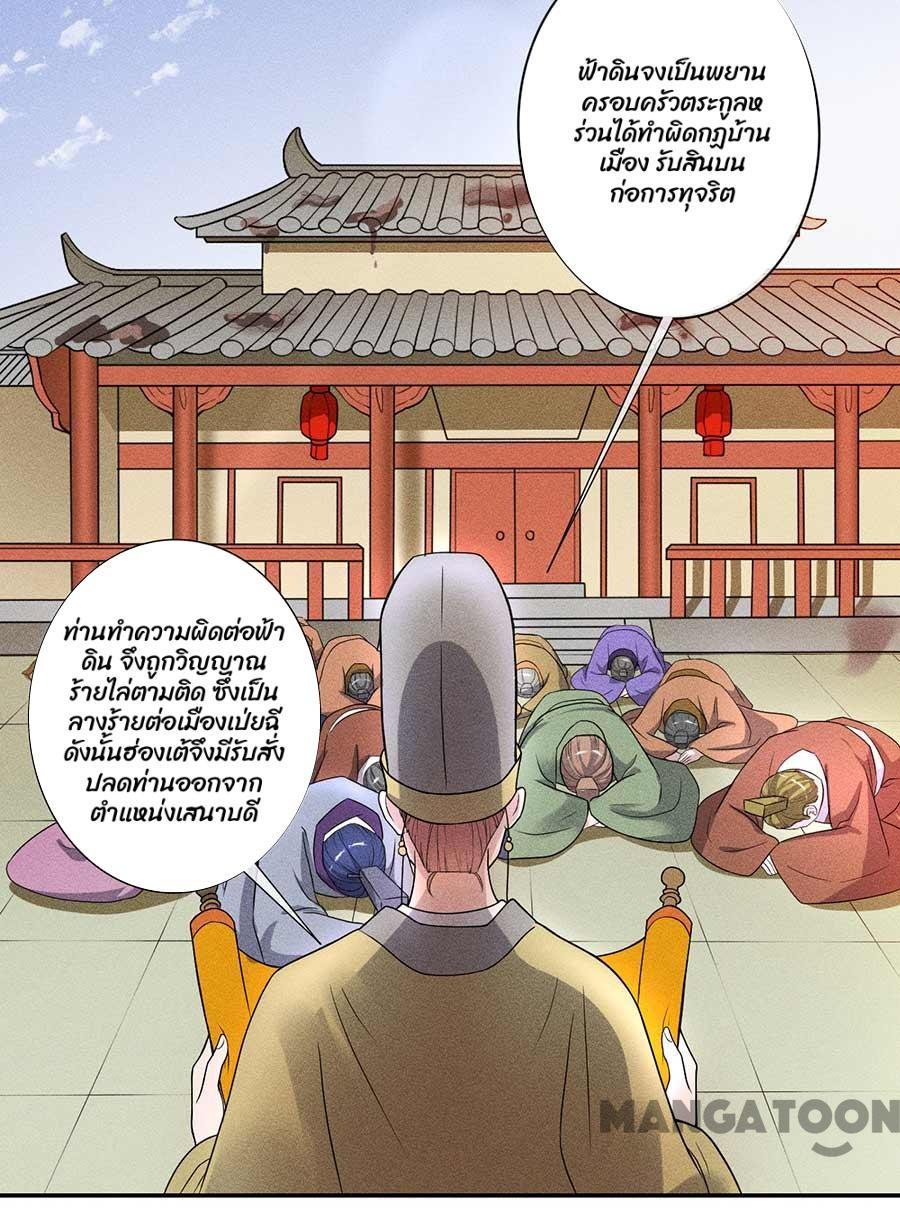 ฟ้าดินจงเป็นพยาน
ครอบครัวตระกูลห
ร่วนได้ทำผิดกฏบ้าน
เมือง รับสินบน
ก่อการทุจริต
ท่านทำความผิดต่อฟ้า
ดิน จึงถูกวิญญาณ
ร้ายไล่ตามติด ซึ่งเป็น
ลางร้ายต่อเมืองเป่ยฉี
ดังนั้นฮ่องเต้จึงมีรับสั่ง
ปลดท่านออกจาก
ตำแหน่งเสนาบดี
MANGATOON